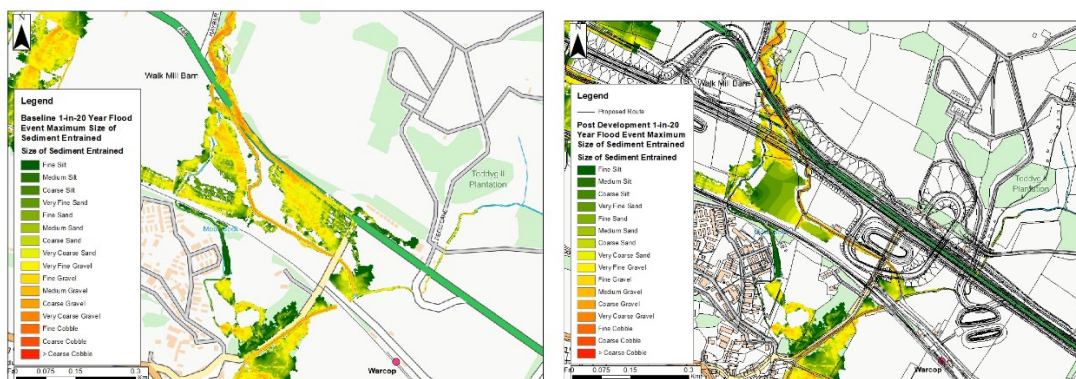 N
A66
Walk Mill Barn
Legend
Baseline 1-in-20 Year Flood
Event Maximum Size of
Sediment Entrained
Size of Sediment Entrained
Fine Silt
Medium Silt
Coarse Silt
Very Fine Sand
Fine Sand
Medium Sand
Coarse Sand
Very Coarse Sand
Very Fine Gravel
Fine Gravel
Medium Gravel
Coarse Gravel
Very Coarse Gravel
Fine Cobble
Coarse Cobble
> Coarse Cobble
Plantation
Warcop
0 0.075 0.15 0.3
Km
N
Walk Mill Barn
Legend
Proposed Route
Post Development 1-in-20
Year Flood Event Maximum
Size of Sediment Entrained
Size of Sediment Entrained
Fine Silt
Medium Silt
Coarse Silt
Very Fine Sand
Fine Sand
Medium Sand
Coarse Sand
Very Coarse Sand
Very Fine Gravel
Fine Gravel
Medium Gravel
Coarse Gravel
Very Coarse Gravel
Fine Cobble
Coarse Cobble
> Coarse Cobble
Plantation
Warcop
0 0.075 0.15 0.3
Km